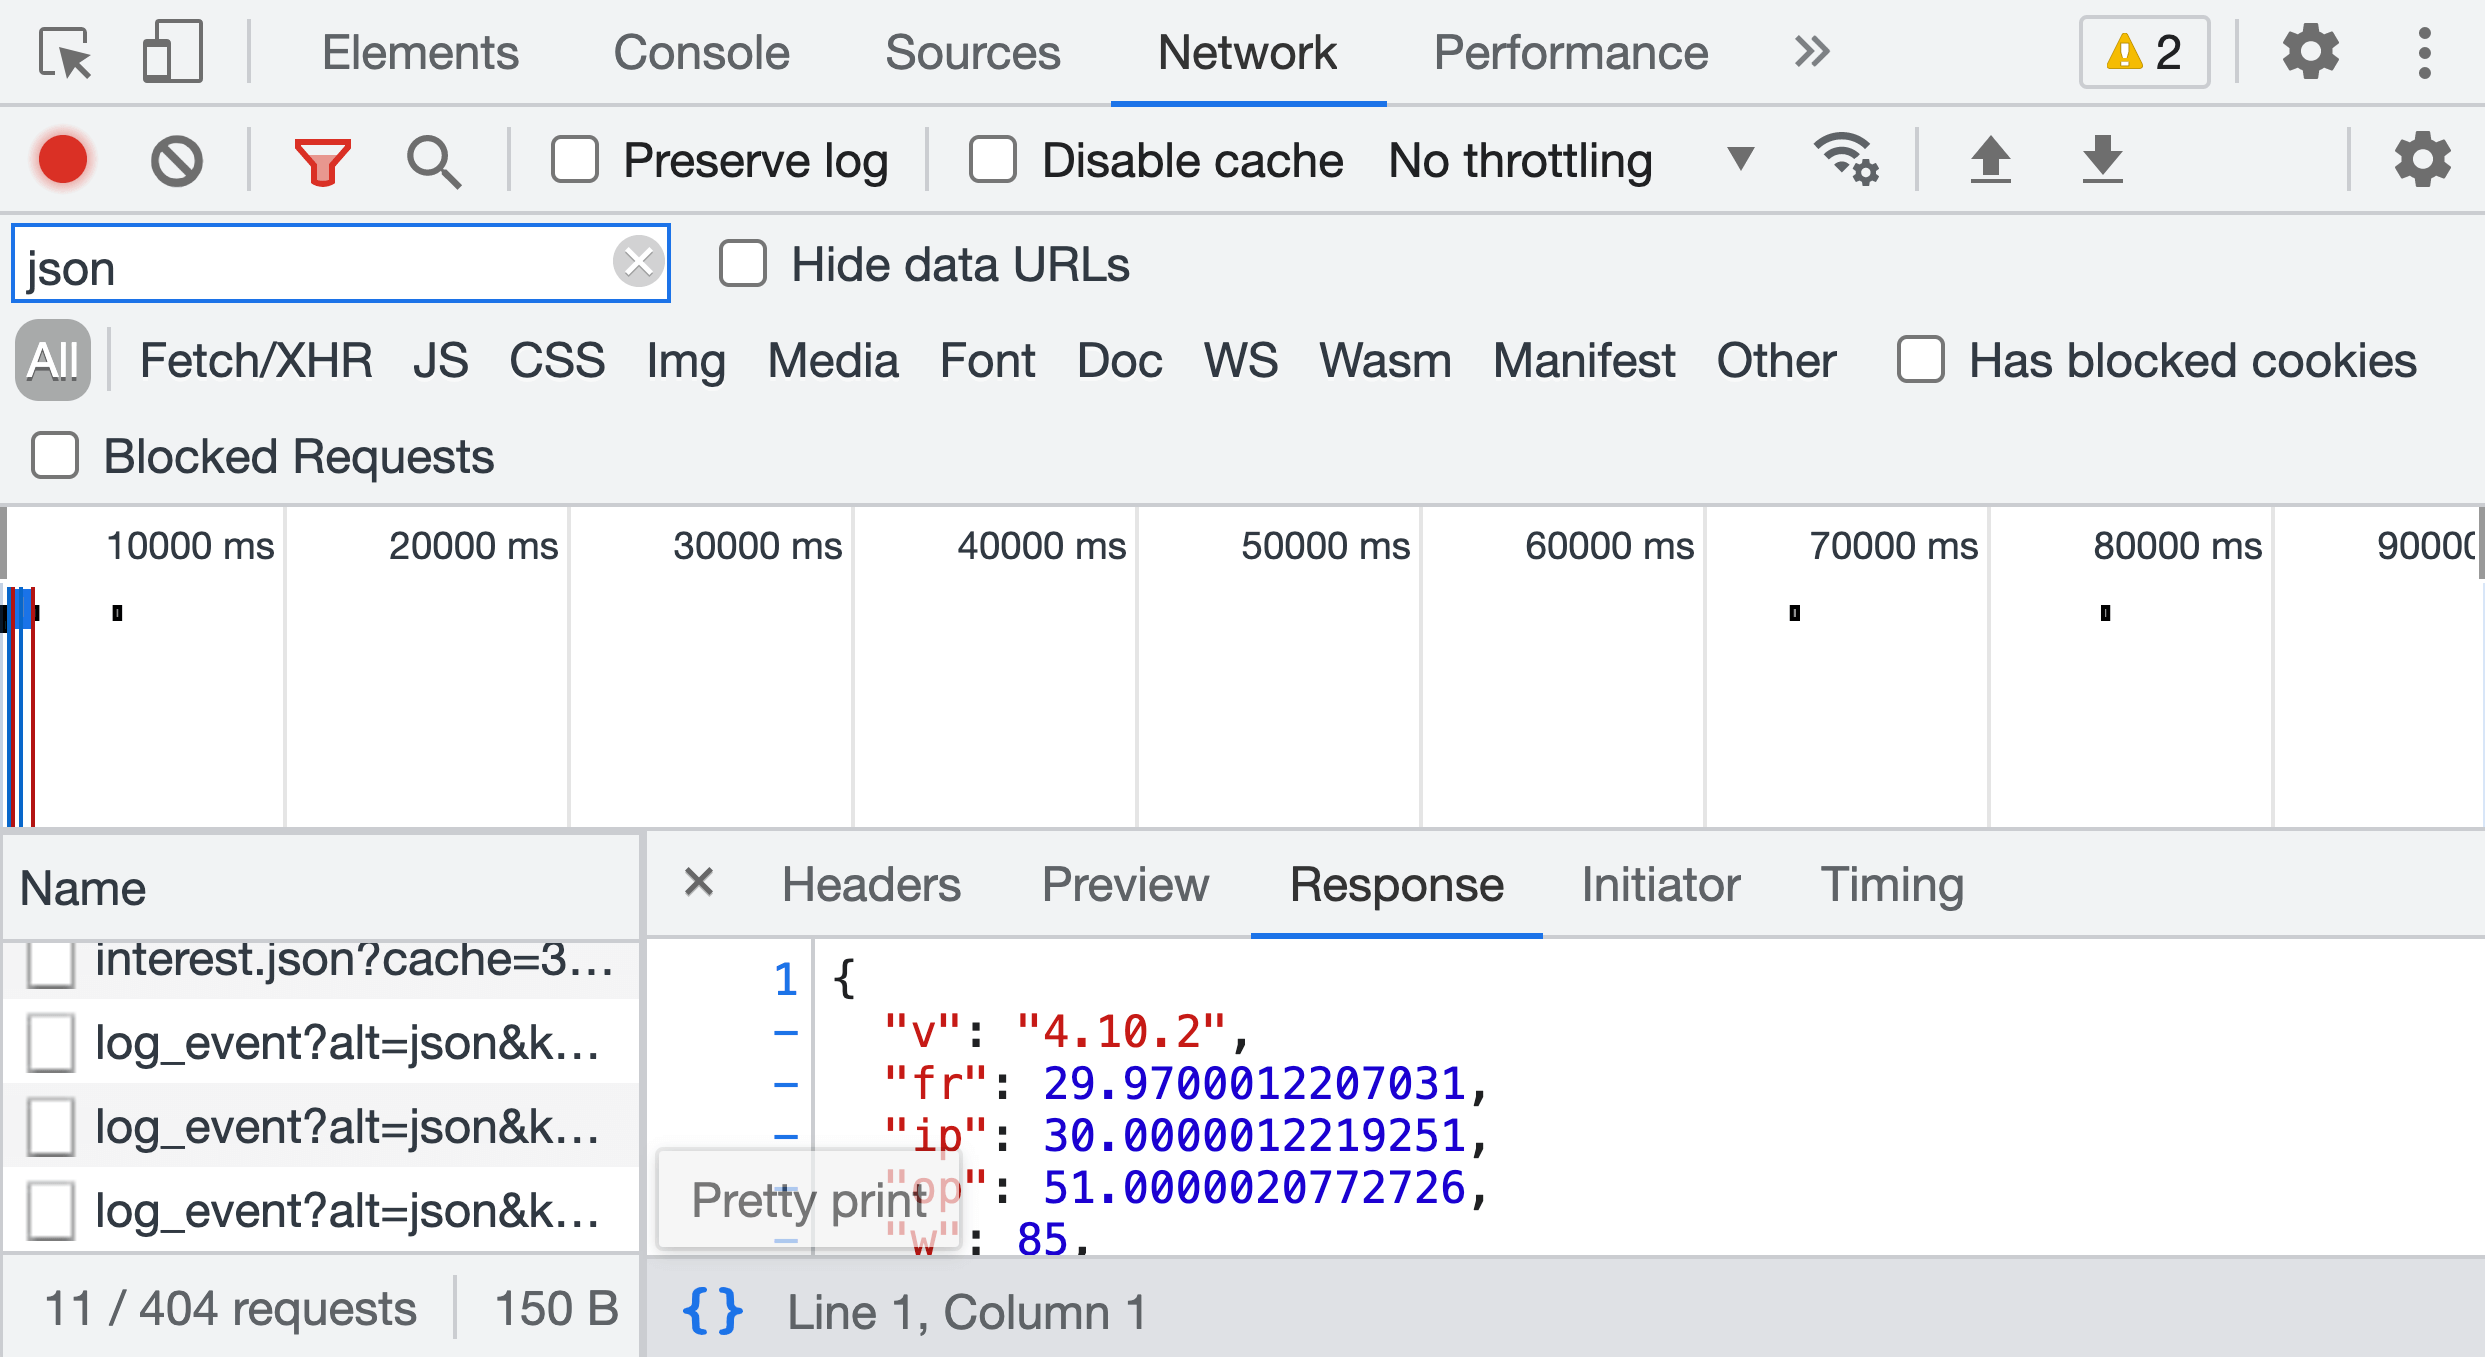 Elements Console Sources Network Performance 2
Preserve log Disable cache No throttling
json Hide data URLs
All Fetch/XHR JS CSS Img Media Font Doc WS Wasm Manifest Other Has blocked cookies
Blocked Requests
10000 ms 20000 ms 30000 ms 40000 ms 50000 ms 60000 ms 70000 ms 80000 ms 90000
Name
interest.json?cache=3...
log_event?alt=json&k...
log_event?alt=json&k...
log_event?alt=json&k...
11 / 404 requests 150 B
Headers Preview Response Initiator Timing
1 {
- "v": "4.10.2",
- "fr": 29.9700012207031,
- "ip": 30.0000012219251,
- "op": 51.0000020772726,
- "w": 85,
Pretty print
{} Line 1, Column 1